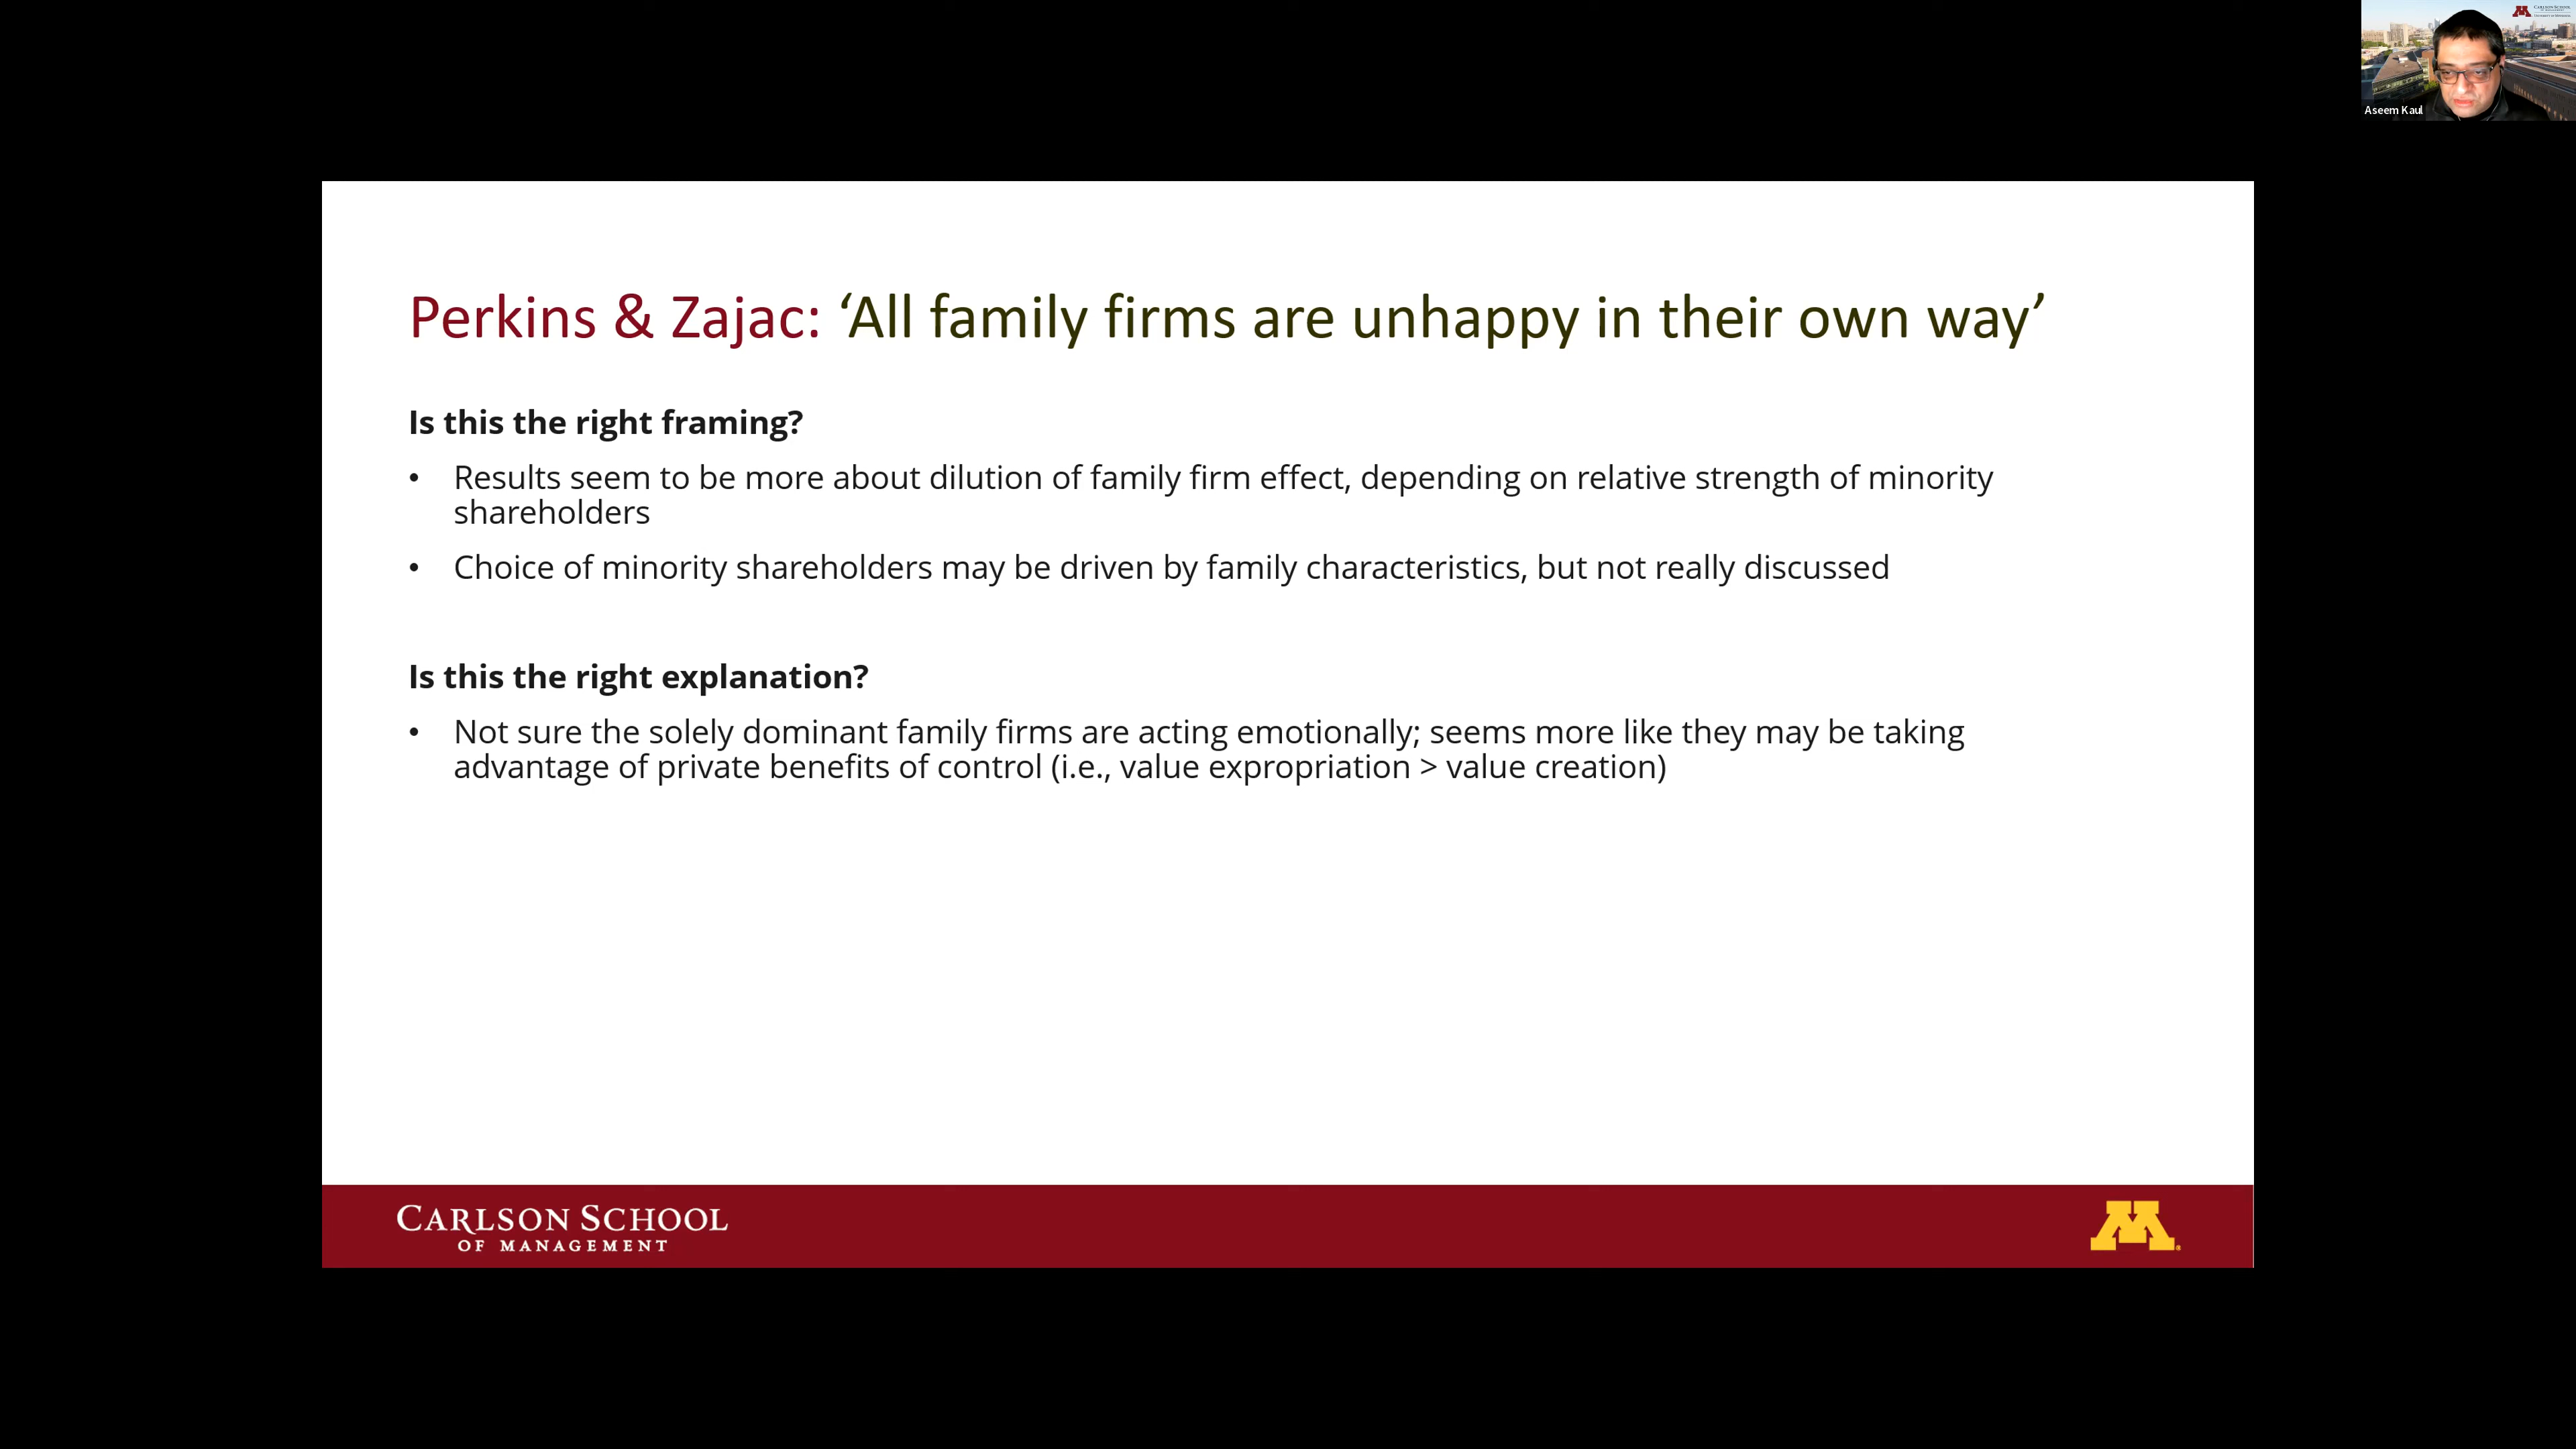 Aseem Kaul
Perkins & Zajac: ‘All family firms are unhappy in their own way’
Is this the right framing?
• Results seem to be more about dilution of family firm effect, depending on relative strength of minority
shareholders
• Choice of minority shareholders may be driven by family characteristics, but not really discussed
Is this the right explanation?
• Not sure the solely dominant family firms are acting emotionally; seems more like they may be taking
advantage of private benefits of control (i.e., value expropriation > value creation)
CARLSON SCHOOL
OF MANAGEMENT
M